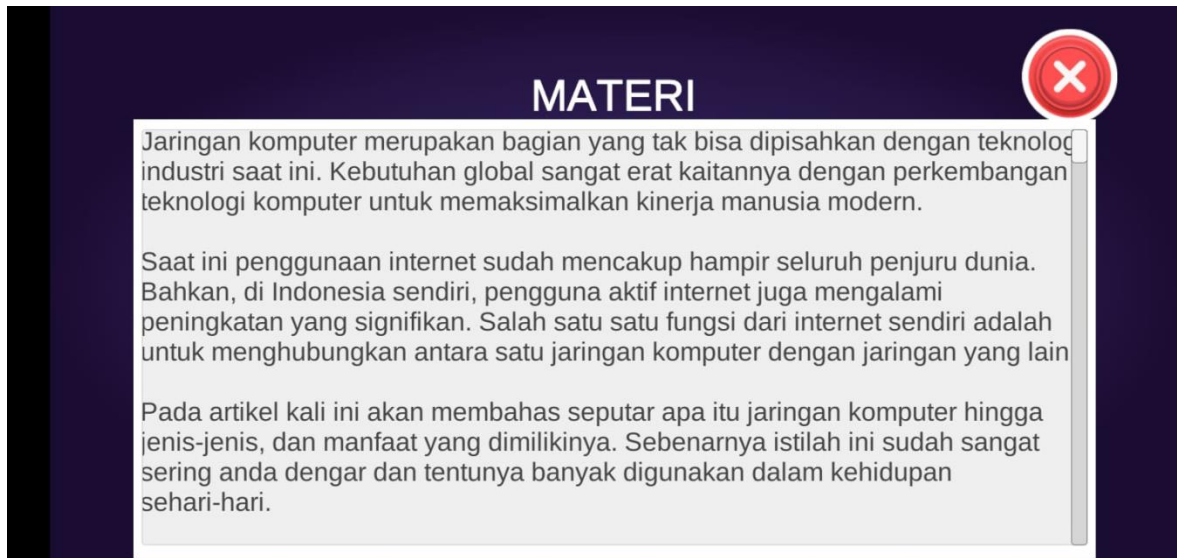 MATERI
Jaringan komputer merupakan bagian yang tak bisa dipisahkan dengan teknolog
industri saat ini. Kebutuhan global sangat erat kaitannya dengan perkembangan
teknologi komputer untuk memaksimalkan kinerja manusia modern.
Saat ini penggunaan internet sudah mencakup hampir seluruh penjuru dunia.
Bahkan, di Indonesia sendiri, pengguna aktif internet juga mengalami
peningkatan yang signifikan. Salah satu satu fungsi dari internet sendiri adalah
untuk menghubungkan antara satu jaringan komputer dengan jaringan yang lain
Pada artikel kali ini akan membahas seputar apa itu jaringan komputer hingga
jenis-jenis, dan manfaat yang dimilikinya. Sebenarnya istilah ini sudah sangat
sering anda dengar dan tentunya banyak digunakan dalam kehidupan
sehari-hari.